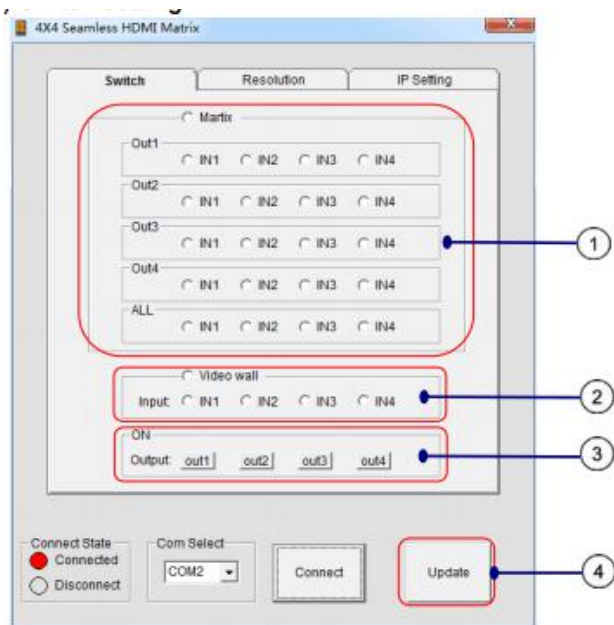 4X4 Seamless HDMI Matrix
Switch Resolution IP Setting
Martix
Out1
IN1 IN2 IN3 IN4
Out2
IN1 IN2 IN3 IN4
Out3
IN1 IN2 IN3 IN4
1
Out4
IN1 IN2 IN3 IN4
ALL
IN1 IN2 IN3 IN4
Video wall
Input: IN1 IN2 IN3 IN4
2
ON
Output: out1 out2 out3 out4
3
Connect State Com Select
Connected
COM2 Connect Update
4
Disconnect